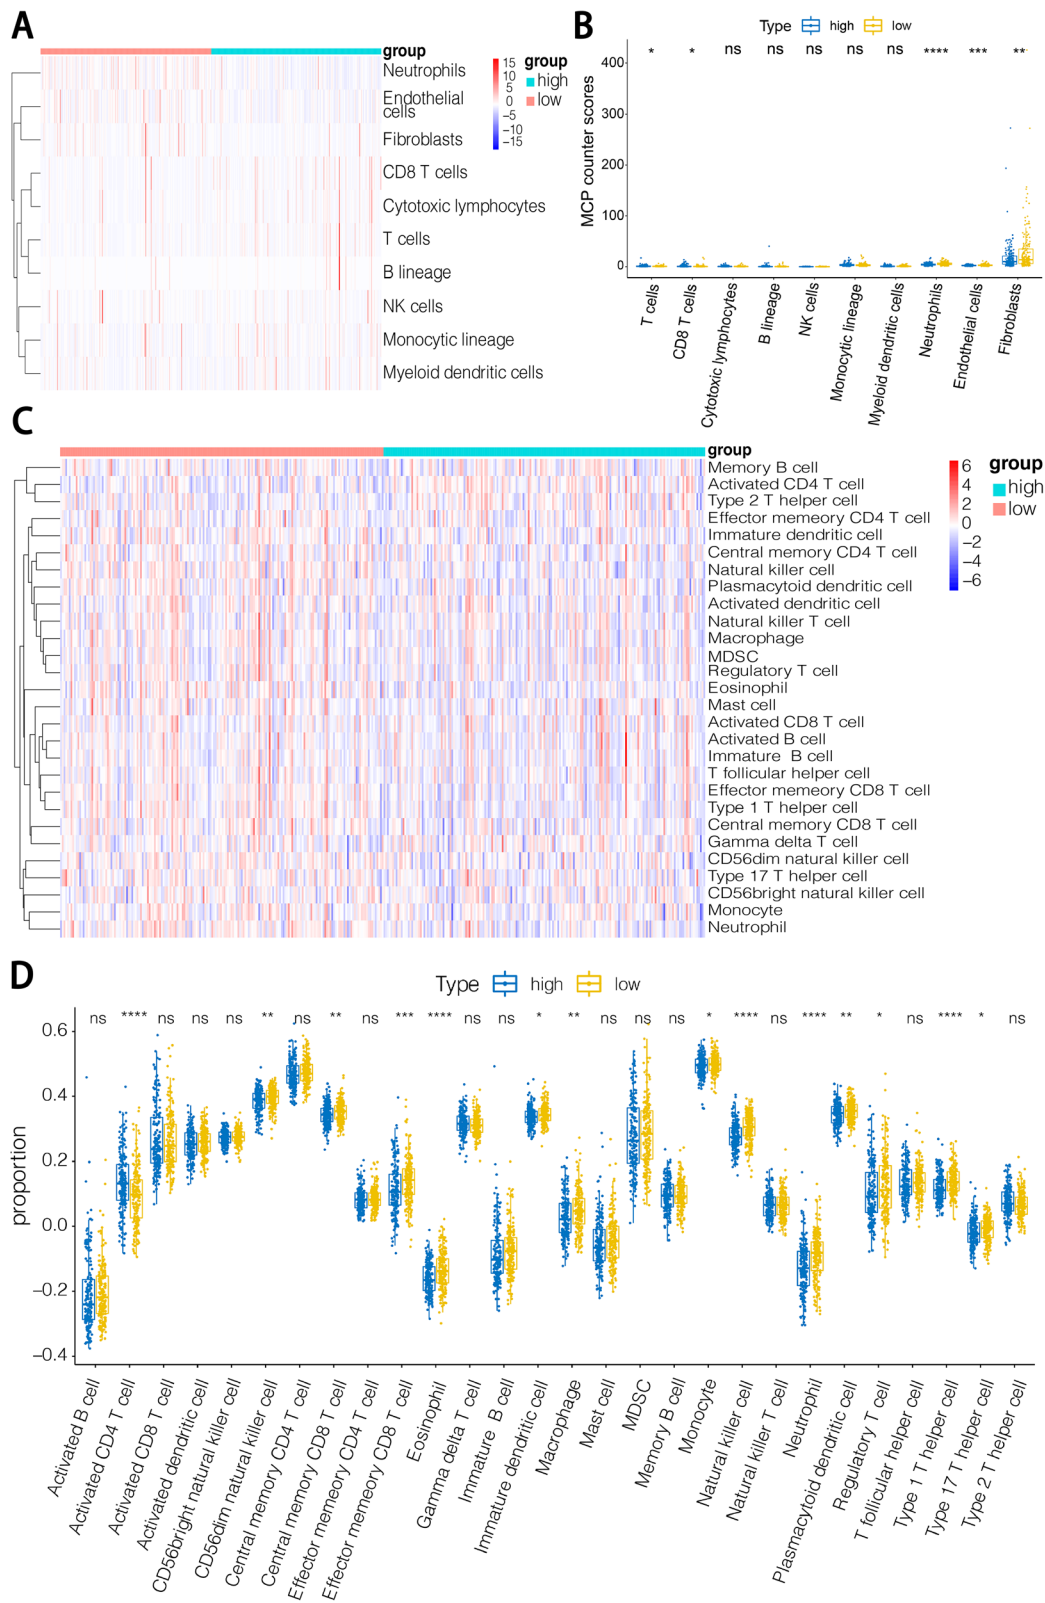 A
group
Neutrophils
Endothelial
cells
Fibroblasts
CD8 T cells
Cytotoxic lymphocytes
T cells
B lineage
NK cells
Monocytic lineage
Myeloid dendritic cells
15
10
5
0
−5
−10
−15
group
high
low
B
Type high low
* * ns ns ns ns ns **** *** **
MCP counter scores
400
300
200
100
0
T cells
CD8 T cells
Cytotoxic lymphocytes
B lineage
NK cells
Monocytic lineage
Myeloid dendritic cells
Neutrophils
Endothelial cells
Fibroblasts
C
group
Memory B cell
Activated CD4 T cell
Type 2 T helper cell
Effector memeory CD4 T cell
Immature dendritic cell
Central memory CD4 T cell
Natural killer cell
Plasmacytoid dendritic cell
Activated dendritic cell
Natural killer T cell
Macrophage
MDSC
Regulatory T cell
Eosinophil
Mast cell
Activated CD8 T cell
Activated B cell
Immature B cell
T follicular helper cell
Effector memeory CD8 T cell
Type 1 T helper cell
Central memory CD8 T cell
Gamma delta T cell
CD56dim natural killer cell
Type 17 T helper cell
CD56bright natural killer cell
Monocyte
Neutrophil
6
4
2
0
−2
−4
−6
group
high
low
D
Type high low
ns **** ns ns ns ** ns ** ns *** **** ns ns * ** ns ns ns * **** ns **** ** * ns **** * ns
proportion
0.6
0.4
0.2
0.0
−0.2
−0.4
Activated B cell
Activated CD4 T cell
Activated CD8 T cell
Activated dendritic cell
CD56bright natural killer cell
CD56dim natural killer cell
Central memory CD4 T cell
Central memory CD8 T cell
Effector memeory CD4 T cell
Effector memeory CD8 T cell
Eosinophil
Gamma delta T cell
Immature B cell
Immature dendritic cell
Macrophage
Mast cell
MDSC
Memory B cell
Monocyte
Natural killer cell
Natural killer T cell
Neutrophil
Plasmacytoid dendritic cell
Regulatory T cell
T follicular helper cell
Type 1 T helper cell
Type 17 T helper cell
Type 2 T helper cell